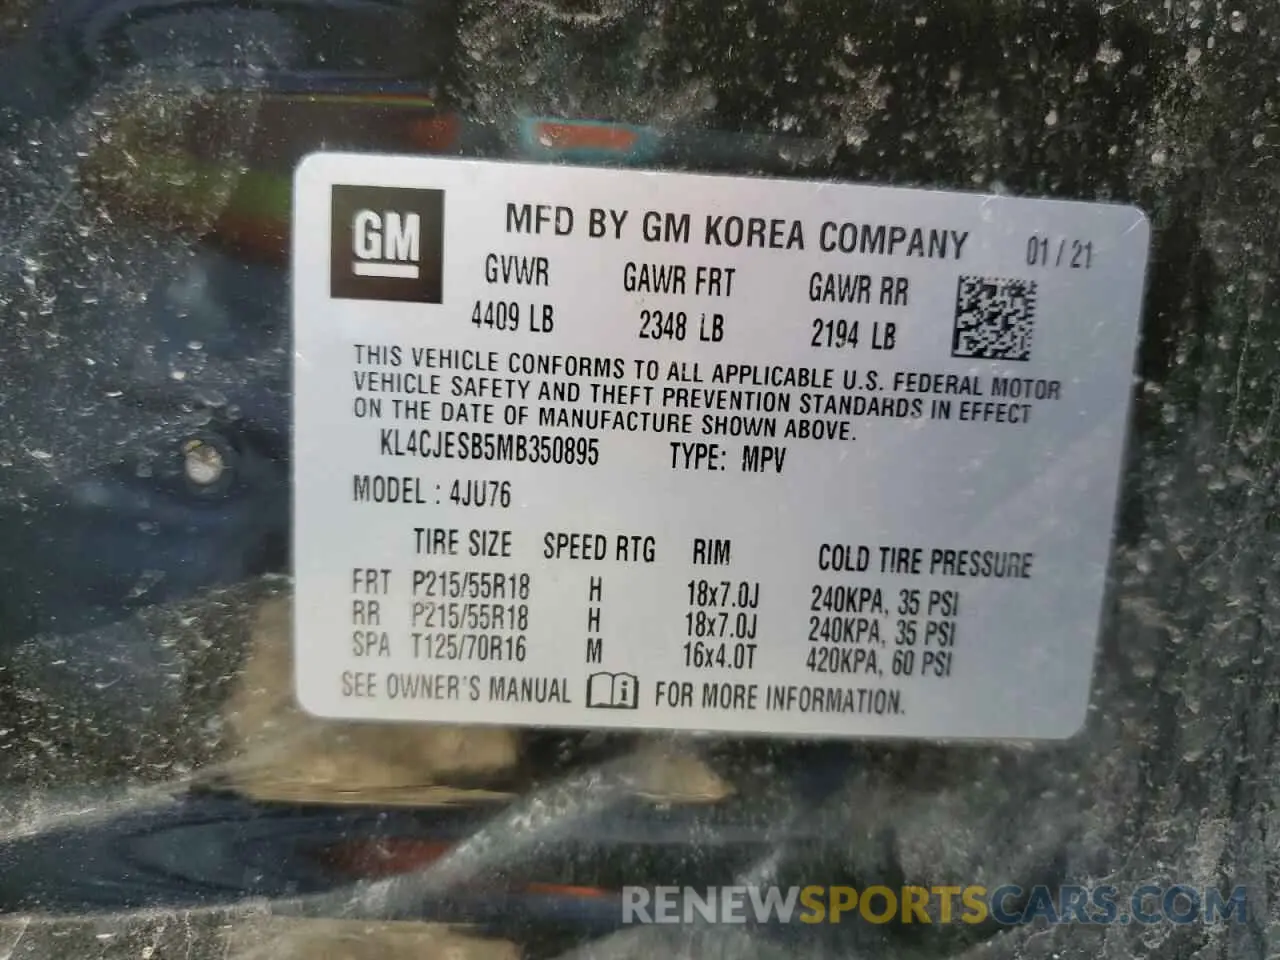 GM
MFD BY GM KOREA COMPANY 01/21
GVWR GAWR FRT GAWR RR
4409 LB 2348 LB 2194 LB
THIS VEHICLE CONFORMS TO ALL APPLICABLE U.S. FEDERAL MOTOR
VEHICLE SAFETY AND THEFT PREVENTION STANDARDS IN EFFECT
ON THE DATE OF MANUFACTURE SHOWN ABOVE.
KL4CJESB5MB350895 TYPE: MPV
MODEL : 4JU76
TIRE SIZE SPEED RTG RIM COLD TIRE PRESSURE
FRT P215/55R18 H 18x7.0J 240KPA, 35 PSI
RR P215/55R18 H 18x7.0J 240KPA, 35 PSI
SPA T125/70R16 M 16x4.0T 420KPA, 60 PSI
SEE OWNER'S MANUAL i FOR MORE INFORMATION.
RENEWSPORTSCARS.COM